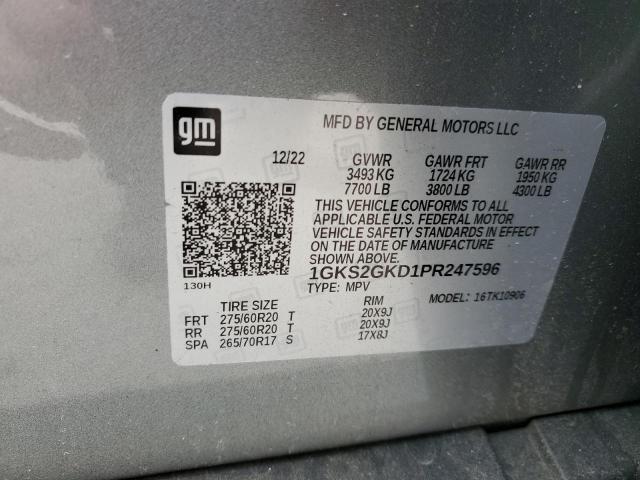 gm
MFD BY GENERAL MOTORS LLC
12/22 GVWR GAWR FRT GAWR RR
3493 KG 1724 KG 1950 KG
7700 LB 3800 LB 4300 LB
THIS VEHICLE CONFORMS TO ALL
APPLICABLE U.S. FEDERAL MOTOR
VEHICLE SAFETY STANDARDS IN EFFECT
ON THE DATE OF MANUFACTURE
SHOWN ABOVE.
130H
1GKS2GKD1PR247596
TYPE: MPV MODEL: 16TK10906
TIRE SIZE RIM
FRT 275/60R20 T 20X9J
RR 275/60R20 T 20X9J
SPA 265/70R17 S 17X8J